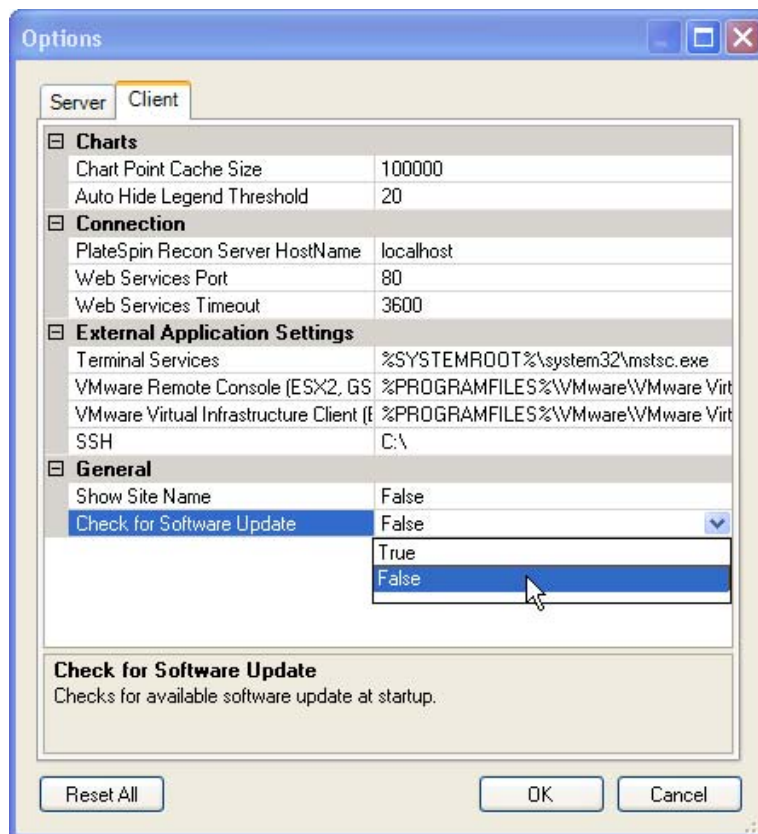 Options
Server Client
Charts
Chart Point Cache Size 100000
Auto Hide Legend Threshold 20
Connection
PlateSpin Recon Server HostName localhost
Web Services Port 80
Web Services Timeout 3600
External Application Settings
Terminal Services %SYSTEMROOT%\system32\mstsc.exe
VMware Remote Console (ESX2, GS %PROGRAMFILES%\VMware\VMware Virt
VMware Virtual Infrastructure Client (E %PROGRAMFILES%\VMware\VMware Virt
SSH C:\
General
Show Site Name False
Check for Software Update False
True
False
Check for Software Update
Checks for available software update at startup.
Reset All OK Cancel